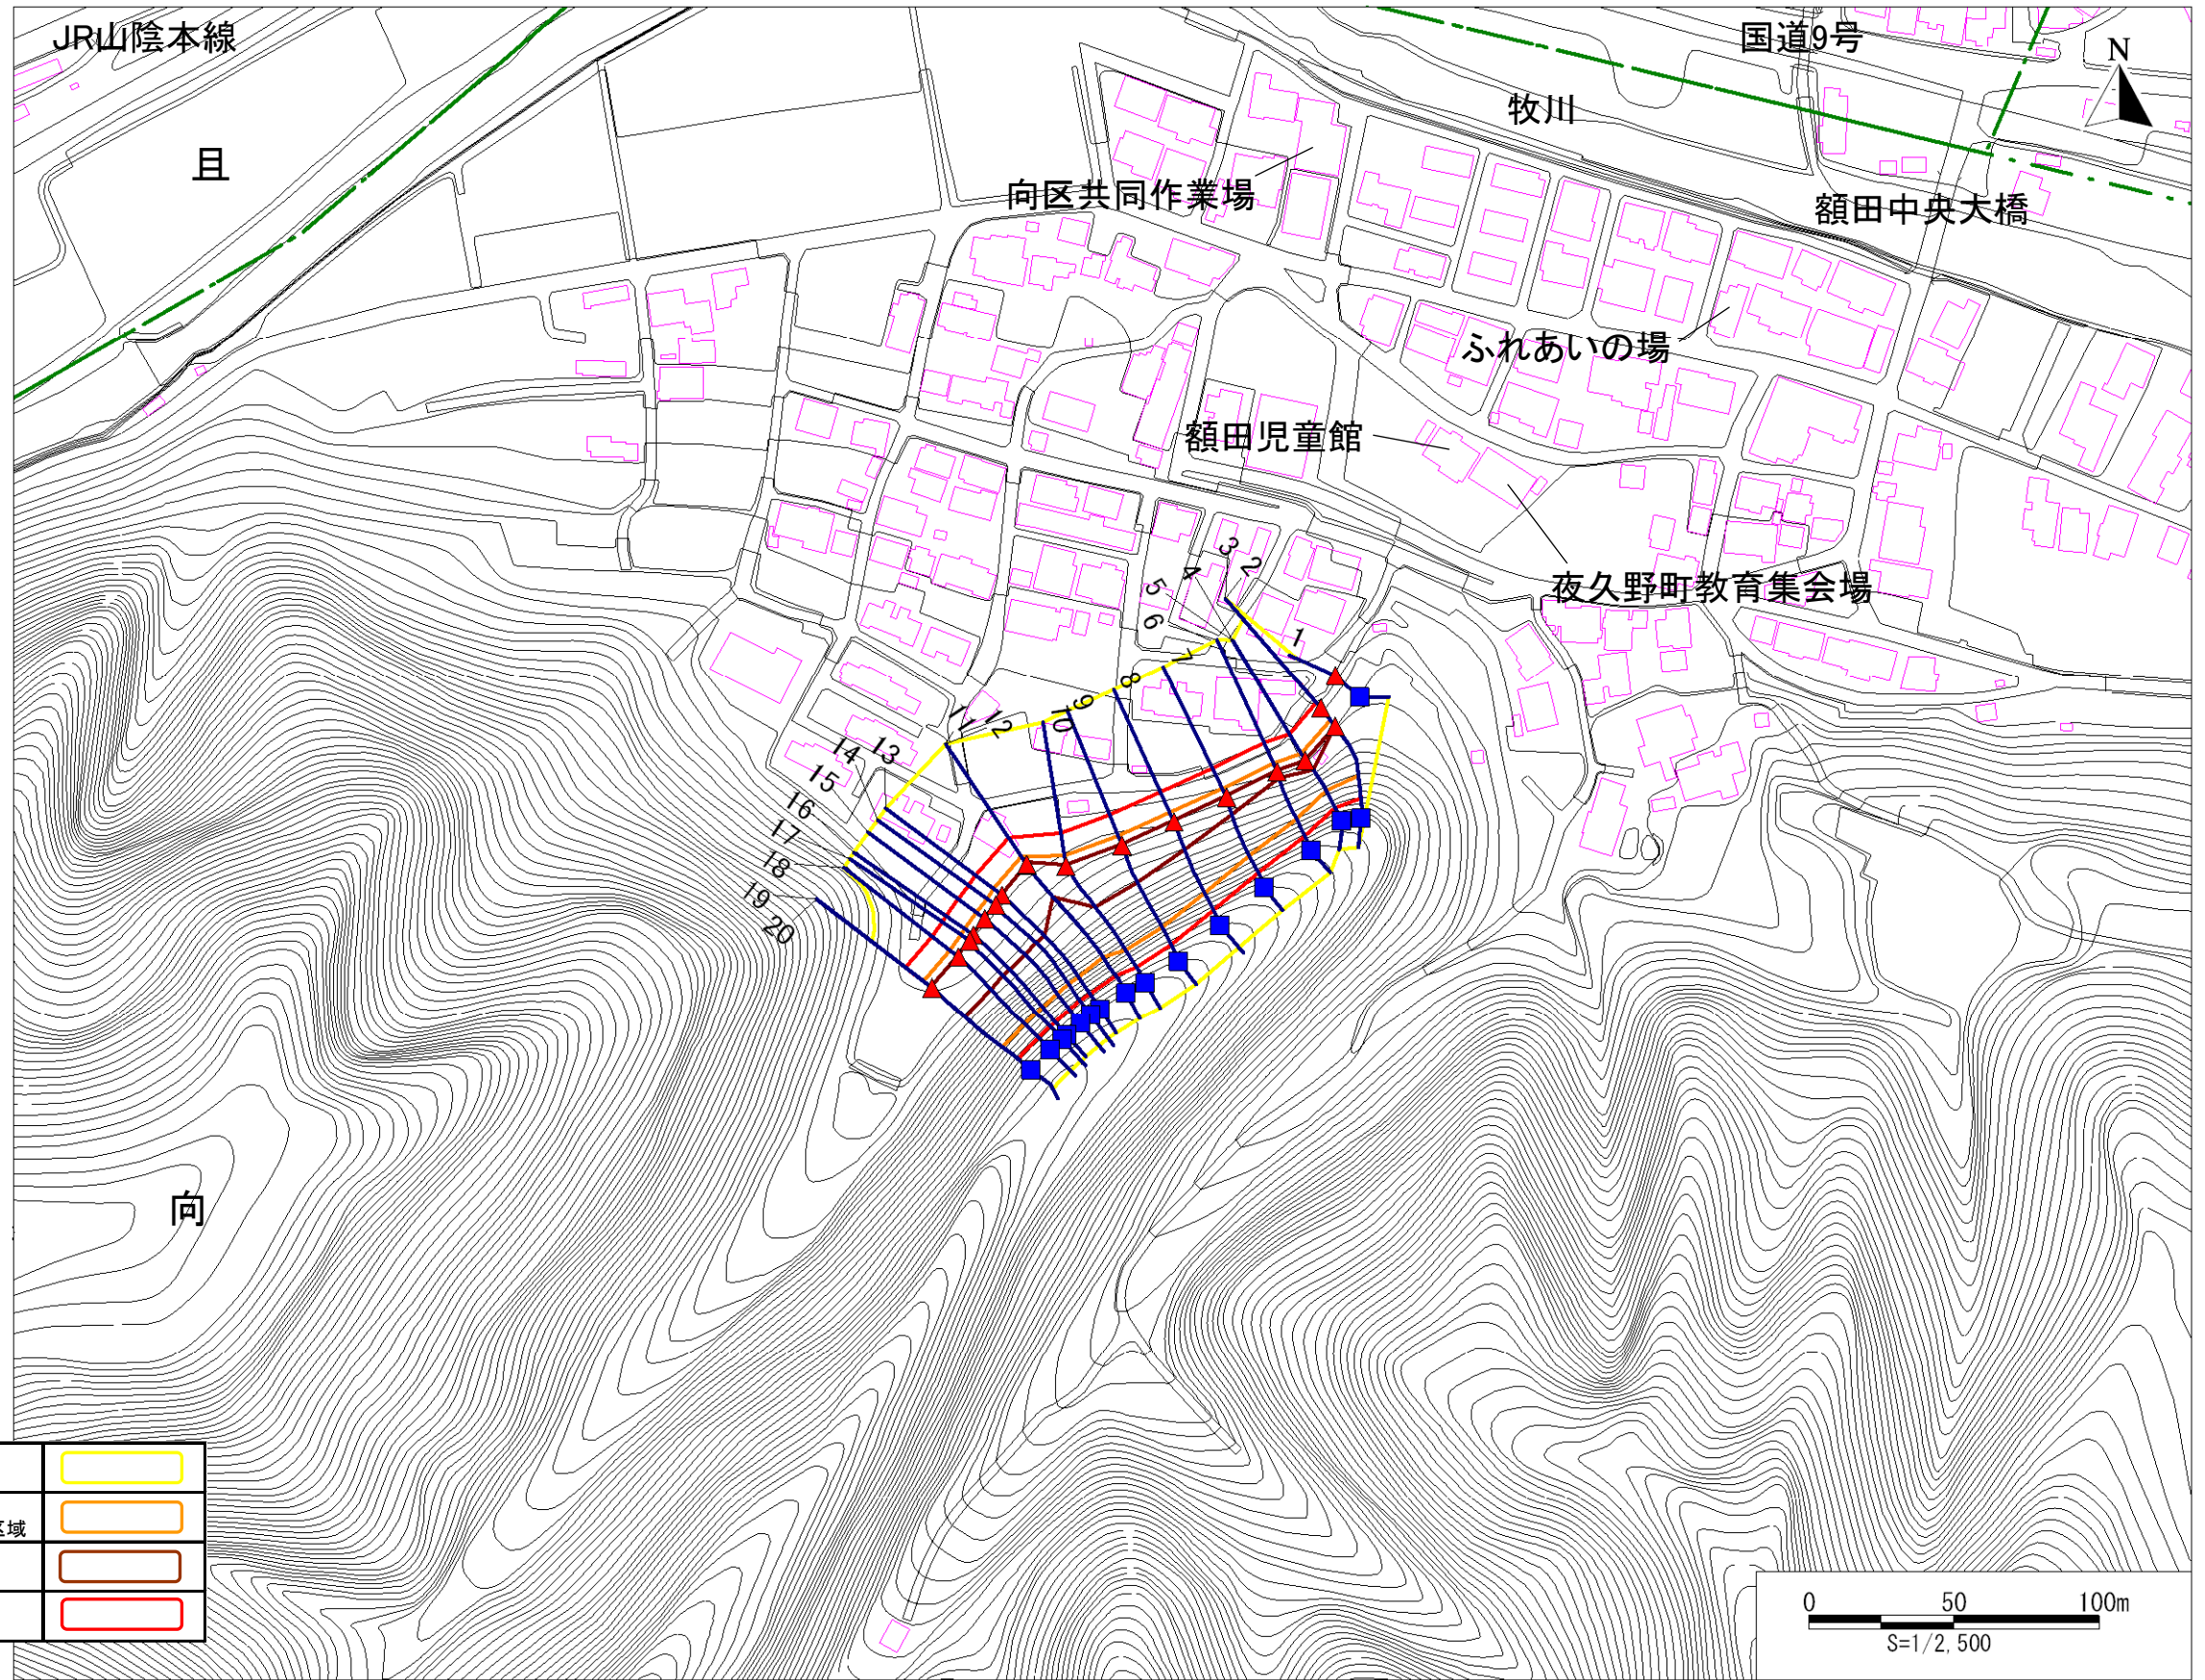 JR山陰本線
国道9号
N
牧川
且
向区共同作業場
額田中央大橋
ふれあいの場
額田児童館
夜久野町教育集会場
3
2
4
5
6
1
7
8
9
10
11
12
13
14
15
16
17
18
19
20
向
区域
0 50 100m
S=1/2,500